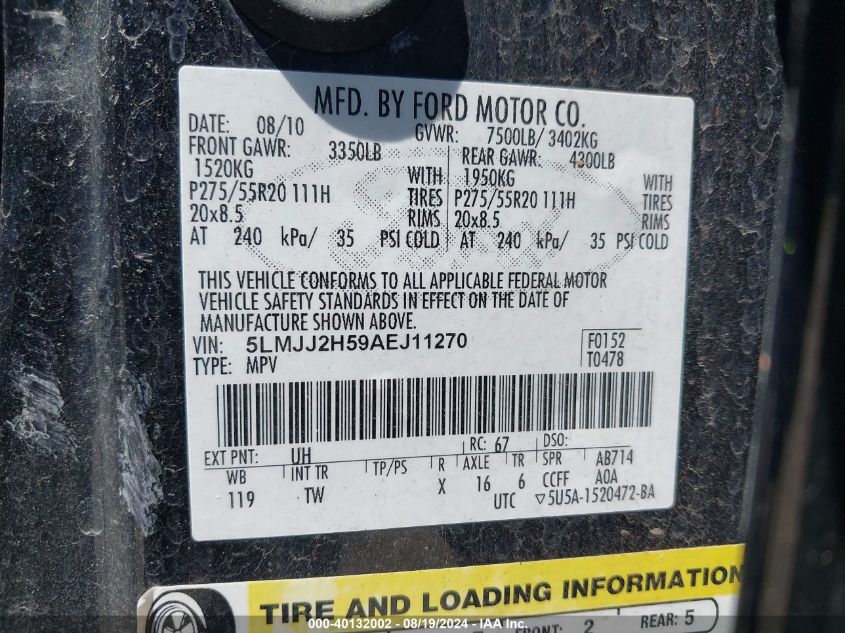 MFD. BY FORD MOTOR CO.
DATE: 08/10 GVWR: 7500LB/ 3402KG
FRONT GAWR: 3350LB REAR GAWR: 4300LB
1520KG WITH 1950KG WITH
P275/55R20 111H TIRES P275/55R20 111H TIRES
20x8.5 RIMS 20x8.5 RIMS
AT 240 kPa/ 35 PSI COLD AT 240 kPa/ 35 PSI COLD
THIS VEHICLE CONFORMS TO ALL APPLICABLE FEDERAL MOTOR
VEHICLE SAFETY STANDARDS IN EFFECT ON THE DATE OF
MANUFACTURE SHOWN ABOVE.
VIN: 5LMJJ2H59AEJ11270 F0152
TYPE: MPV T0478
EXT PNT: UH RC: 67 DSO:
WB INT TR TP/PS R AXLE TR SPR AB714
119 TW X 16 6 CCFF A0A
UTC ▽5U5A-1520472-BA
TIRE AND LOADING INFORMATION
FRONT: 2 REAR: 5
000-40132002 - 08/19/2024 - IAA Inc.